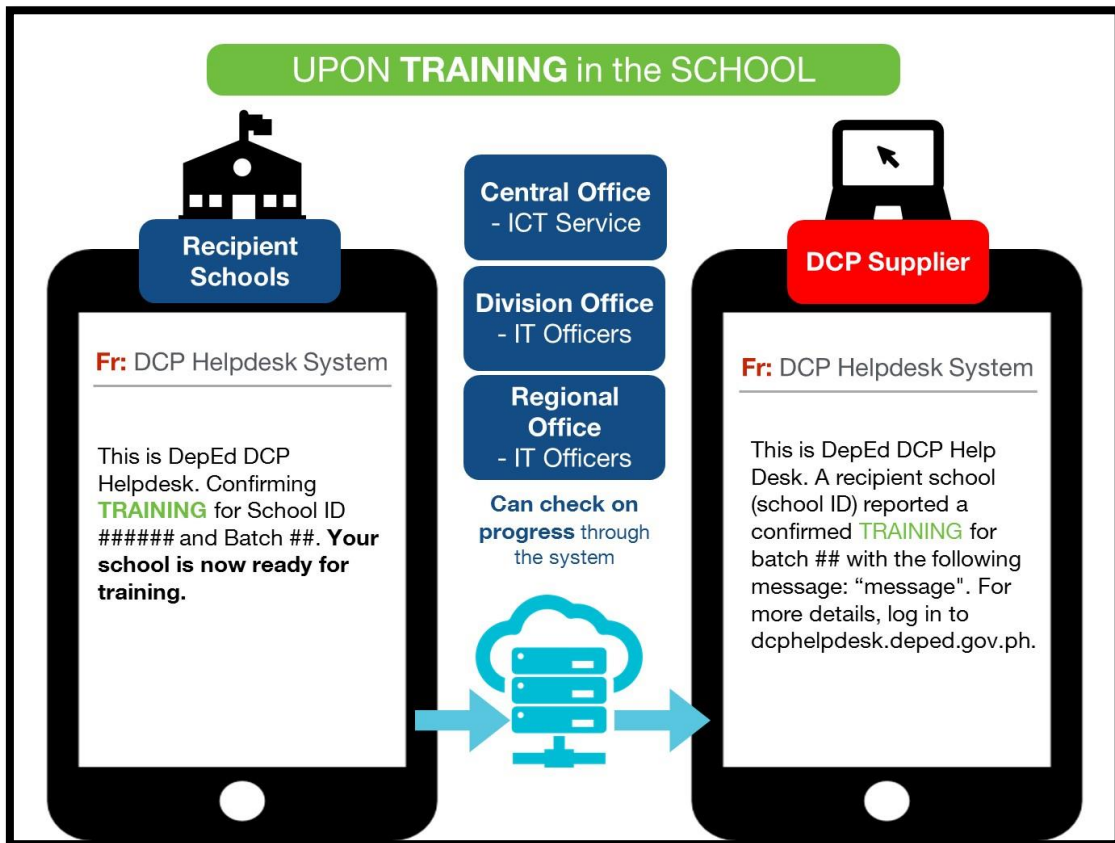 UPON TRAINING in the SCHOOL
Recipient
Schools
Fr: DCP Helpdesk System
This is DepEd DCP
Helpdesk. Confirming
TRAINING for School ID
###### and Batch ##. Your
school is now ready for
training.
Central Office
- ICT Service
Division Office
- IT Officers
Regional
Office
- IT Officers
Can check on
progress through
the system
DCP Supplier
Fr: DCP Helpdesk System
This is DepEd DCP Help
Desk. A recipient school
(school ID) reported a
confirmed TRAINING for
batch ## with the following
message: “message". For
more details, log in to
dcphelpdesk.deped.gov.ph.